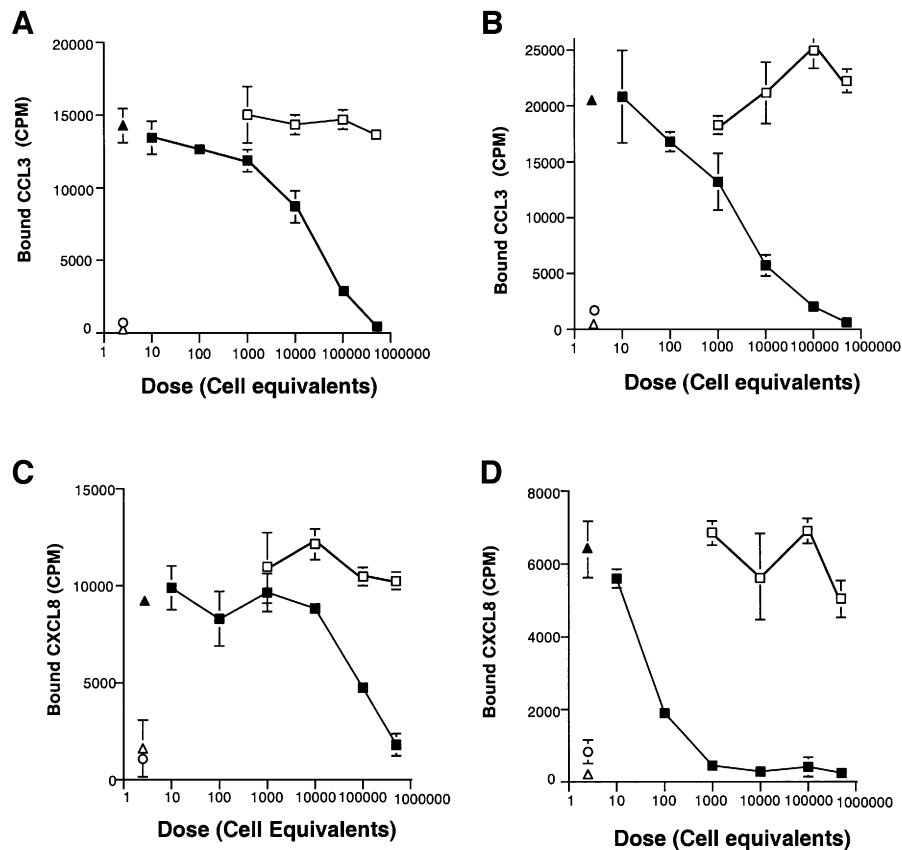 A
20000
15000
10000
5000
0
Bound CCL3 (CPM)
1 10 100 1000 10000 100000 1000000
Dose (Cell equivalents)
B
25000
20000
15000
10000
5000
0
Bound CCL3 (CPM)
1 10 100 1000 10000 100000 1000000
Dose (Cell equivalents)
C
15000
10000
5000
0
Bound CXCL8 (CPM)
1 10 100 1000 10000 100000 1000000
Dose (Cell Equivalents)
D
8000
6000
4000
2000
0
Bound CXCL8 (CPM)
1 10 100 1000 10000 100000 1000000
Dose (Cell equivalents)